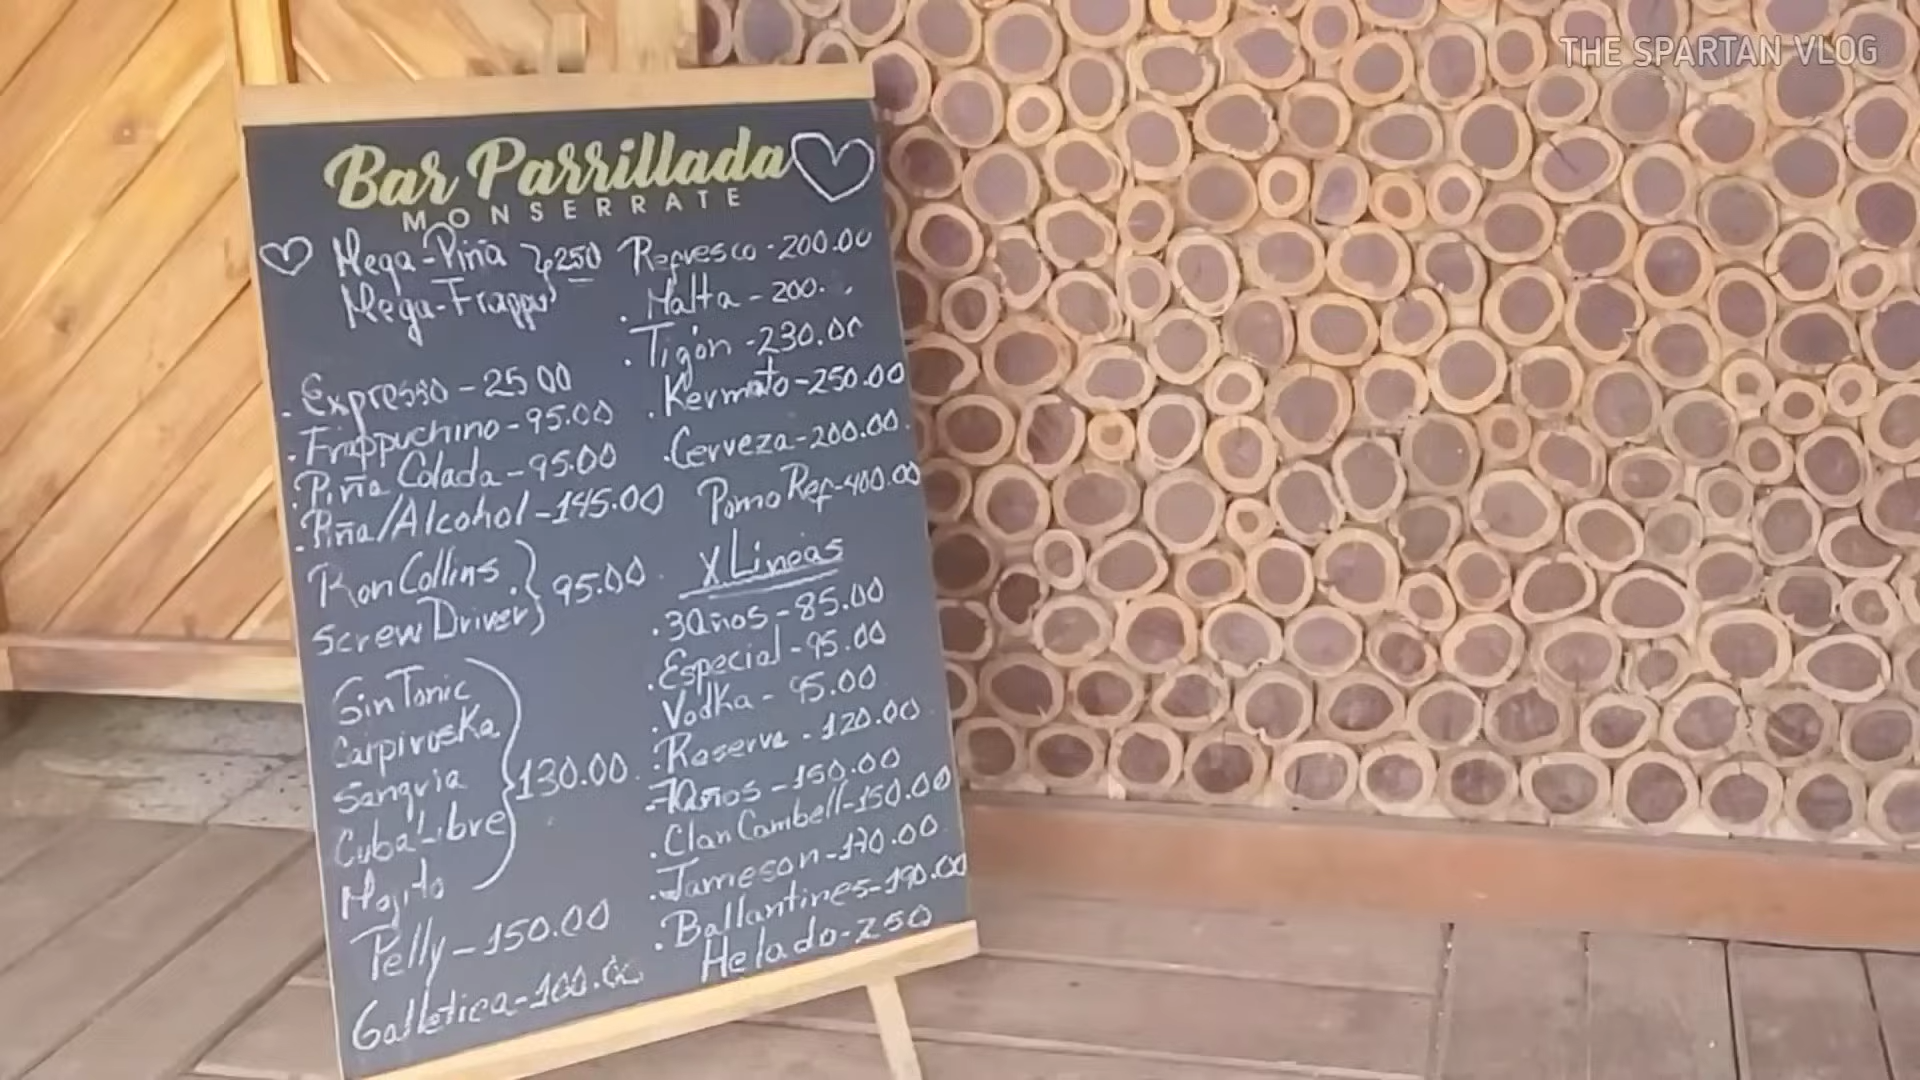 THE SPARTAN VLOG
Bar Parrillada
MONSERRATE
Mega-Piña } 250
Mega-Frappe
. Expresso - 25 00
. Frappuchino - 95.00
. Piña Colada - 95.00
. Piña/Alcohol - 145.00
Ron Collins } 95.00
Screw Driver
Gin Tonic
Caipiroska
Sangria } 130.00
Cuba Libre
Mojito
Pelly - 150.00
Galletica - 100.00
Refresco - 200.00
. Malta - 200.
. Tigón - 230.00
. Kermato - 250.00
. Cerveza - 200.00
Pomo Ref - 400.00
X Lineas
. 3Años - 85.00
. Especial - 95.00
. Vodka - 95.00
. Reserva - 120.00
. 7Años - 150.00
. Clan Cambell - 150.00
. Jameson - 170.00
. Ballantines - 190.00
Helado - 250